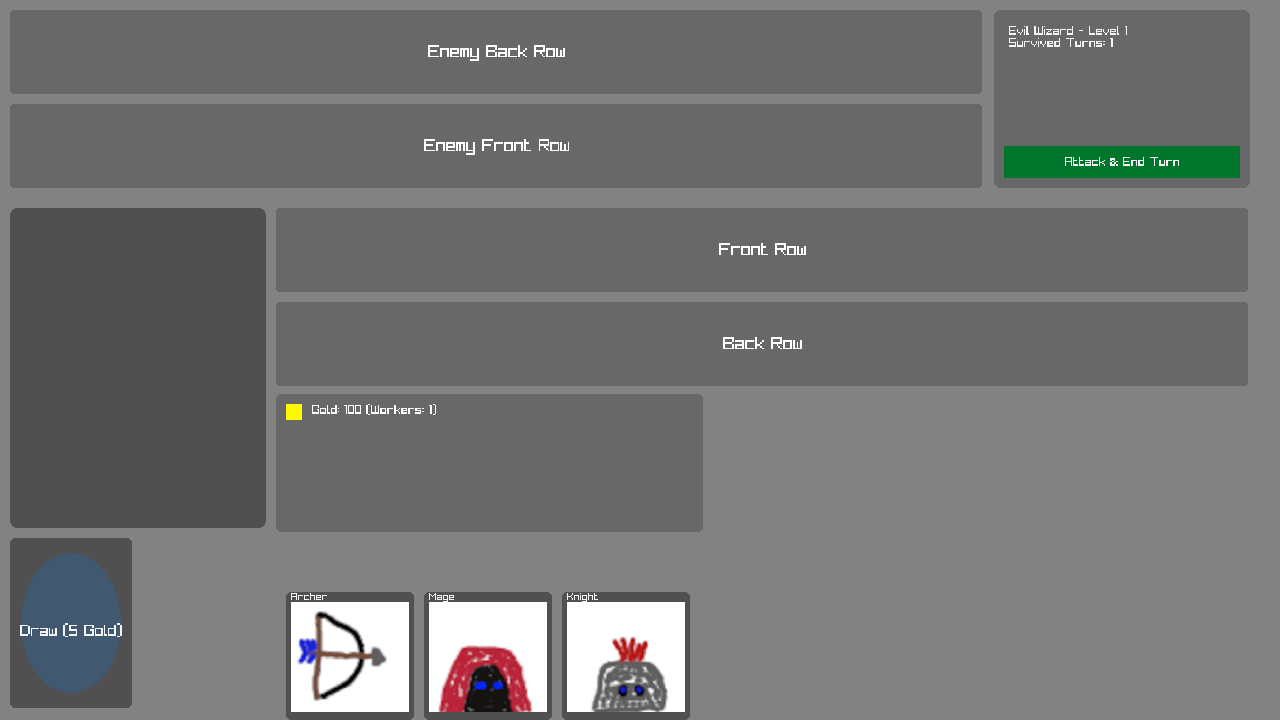 Enemy Back Row
Evil Wizard - Level 1
Survived Turns: 1
Enemy Front Row
Attack & End Turn
Front Row
Back Row
Gold: 100 (Workers: 1)
Draw (5 Gold)
Archer
Mage
Knight